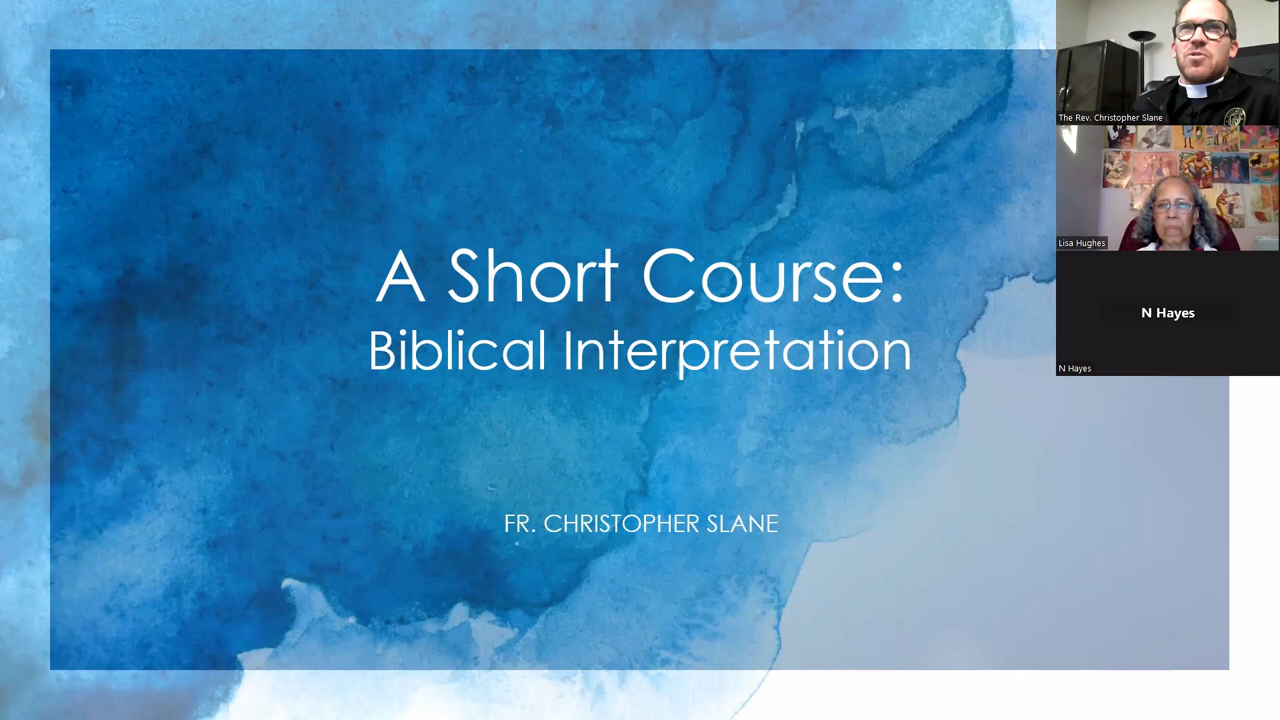 A Short Course:
Biblical Interpretation
FR. CHRISTOPHER SLANE
The Rev. Christopher Slane
Lisa Hughes
N Hayes
N Hayes